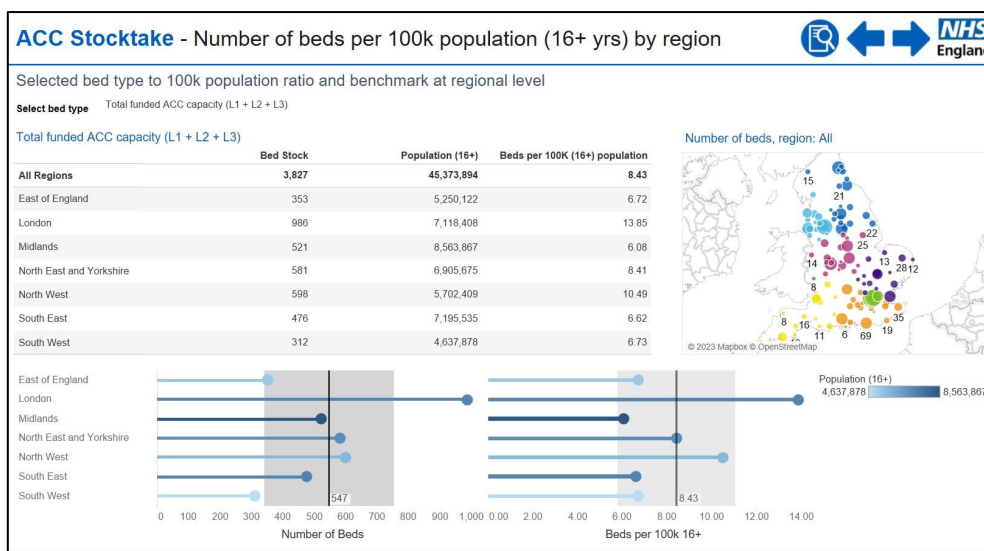 ACC Stocktake - Number of beds per 100k population (16+ yrs) by region
NHS
England
Selected bed type to 100k population ratio and benchmark at regional level
Select bed type Total funded ACC capacity (L1 + L2 + L3)
Total funded ACC capacity (L1 + L2 + L3)
Bed Stock Population (16+) Beds per 100K (16+) population
All Regions 3,827 45,373,894 8.43
East of England 353 5,250,122 6.72
London 986 7,118,408 13.85
Midlands 521 8,563,867 6.08
North East and Yorkshire 581 6,905,675 8.41
North West 598 5,702,409 10.49
South East 476 7,195,535 6.62
South West 312 4,637,878 6.73
Number of beds, region: All
15
21
22
25
13
28 12
14
8
35
8
16
11
6
69
19
© 2023 Mapbox © OpenStreetMap
East of England
London
Midlands
North East and Yorkshire
North West
South East
South West
547
8.43
0 100 200 300 400 500 600 700 800 900 1,000
Number of Beds
0.00 2.00 4.00 6.00 8.00 10.00 12.00 14.00
Beds per 100k 16+
Population (16+)
4,637,878 8,563,867